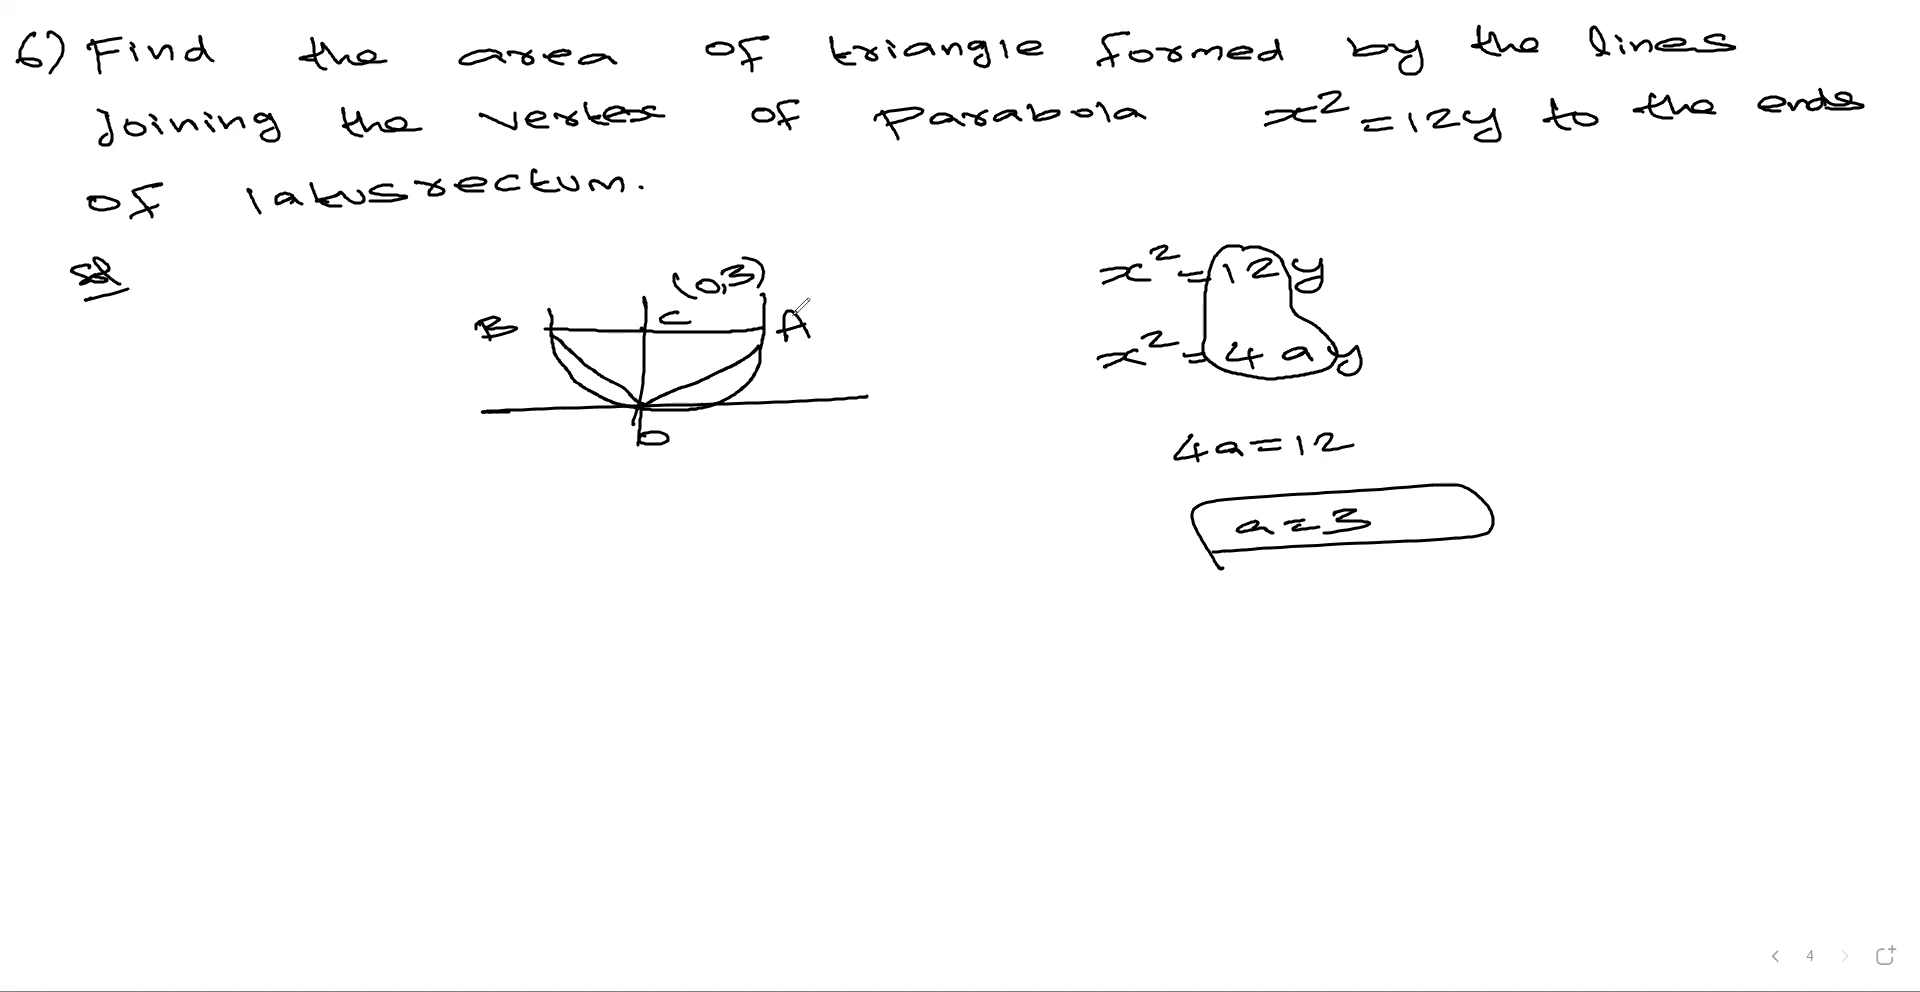 6) Find the area of triangle formed by the lines
Joining the vertex of Parabola x² = 12y to the ends
of latusrectum.
Sol
(0,3)
B C A
O
x² = 12y
x² = 4ay
4a = 12
a = 3
4